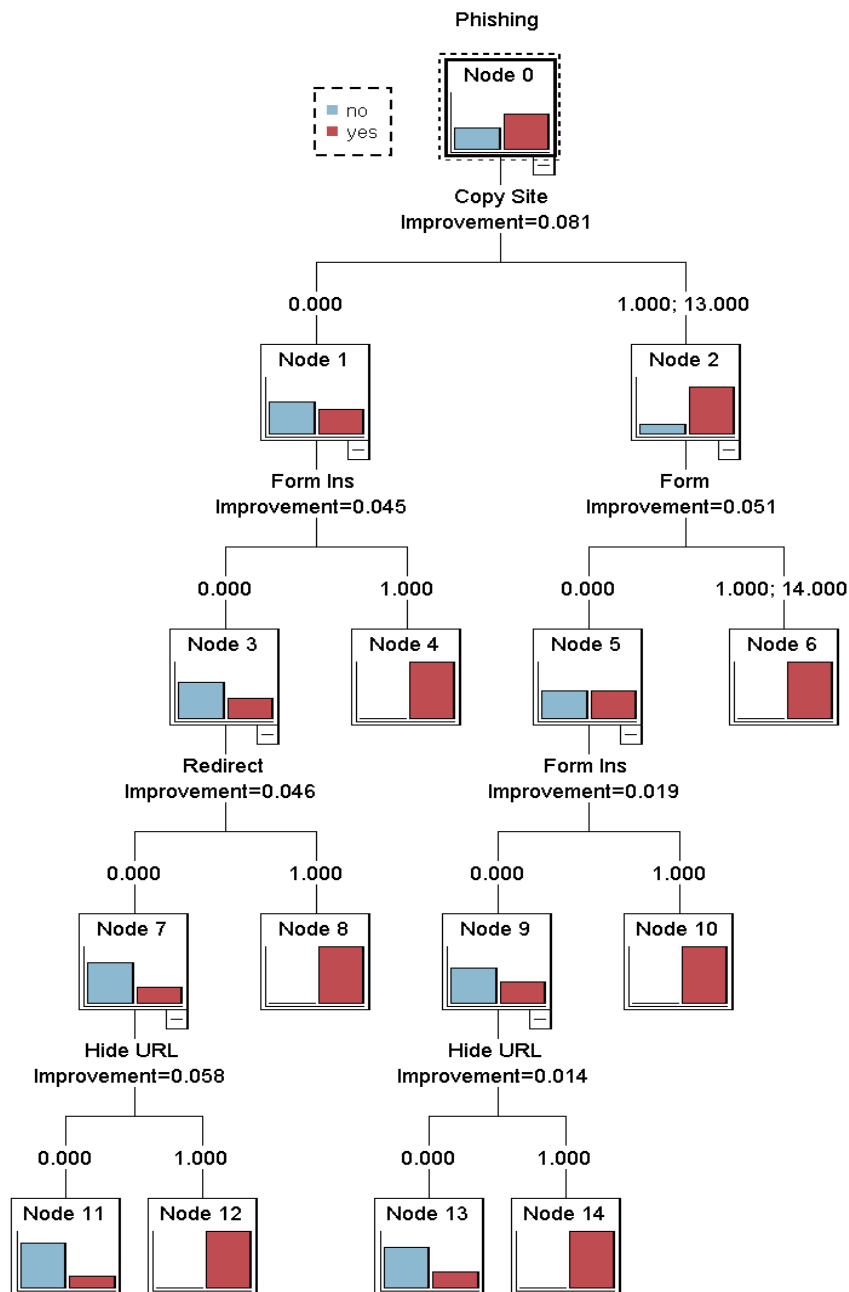 Phishing
Node 0
no
yes
Copy Site
Improvement=0.081
0.000
1.000; 13.000
Node 1
Node 2
Form Ins
Improvement=0.045
Form
Improvement=0.051
0.000
1.000
0.000
1.000; 14.000
Node 3
Node 4
Node 5
Node 6
Redirect
Improvement=0.046
Form Ins
Improvement=0.019
0.000
1.000
0.000
1.000
Node 7
Node 8
Node 9
Node 10
Hide URL
Improvement=0.058
Hide URL
Improvement=0.014
0.000
1.000
0.000
1.000
Node 11
Node 12
Node 13
Node 14